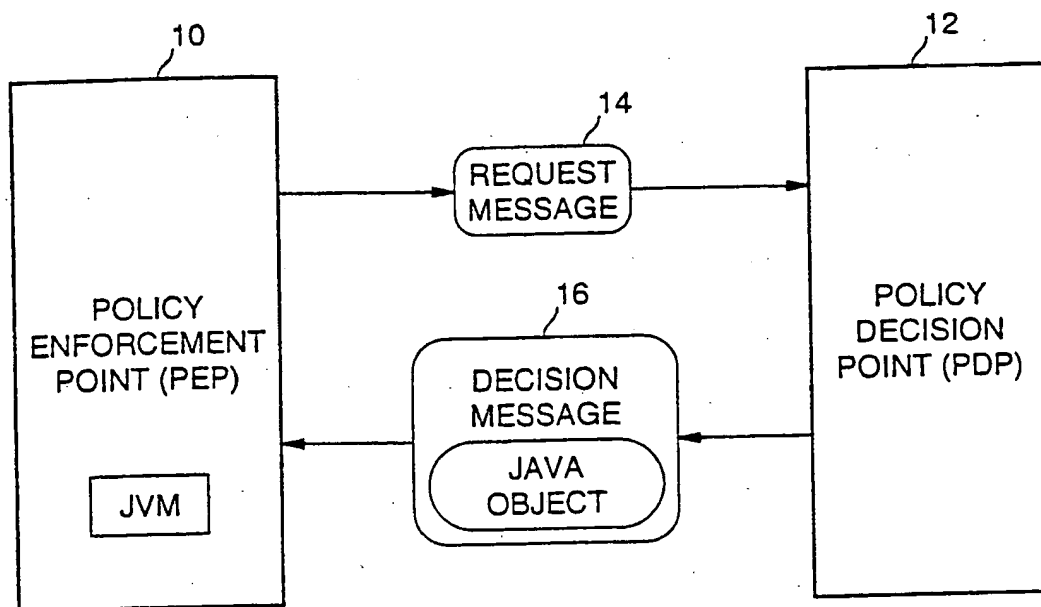 10
12
14
REQUEST
MESSAGE
POLICY
ENFORCEMENT
POINT (PEP)
JVM
16
DECISION
MESSAGE
JAVA
OBJECT
POLICY
DECISION
POINT (PDP)